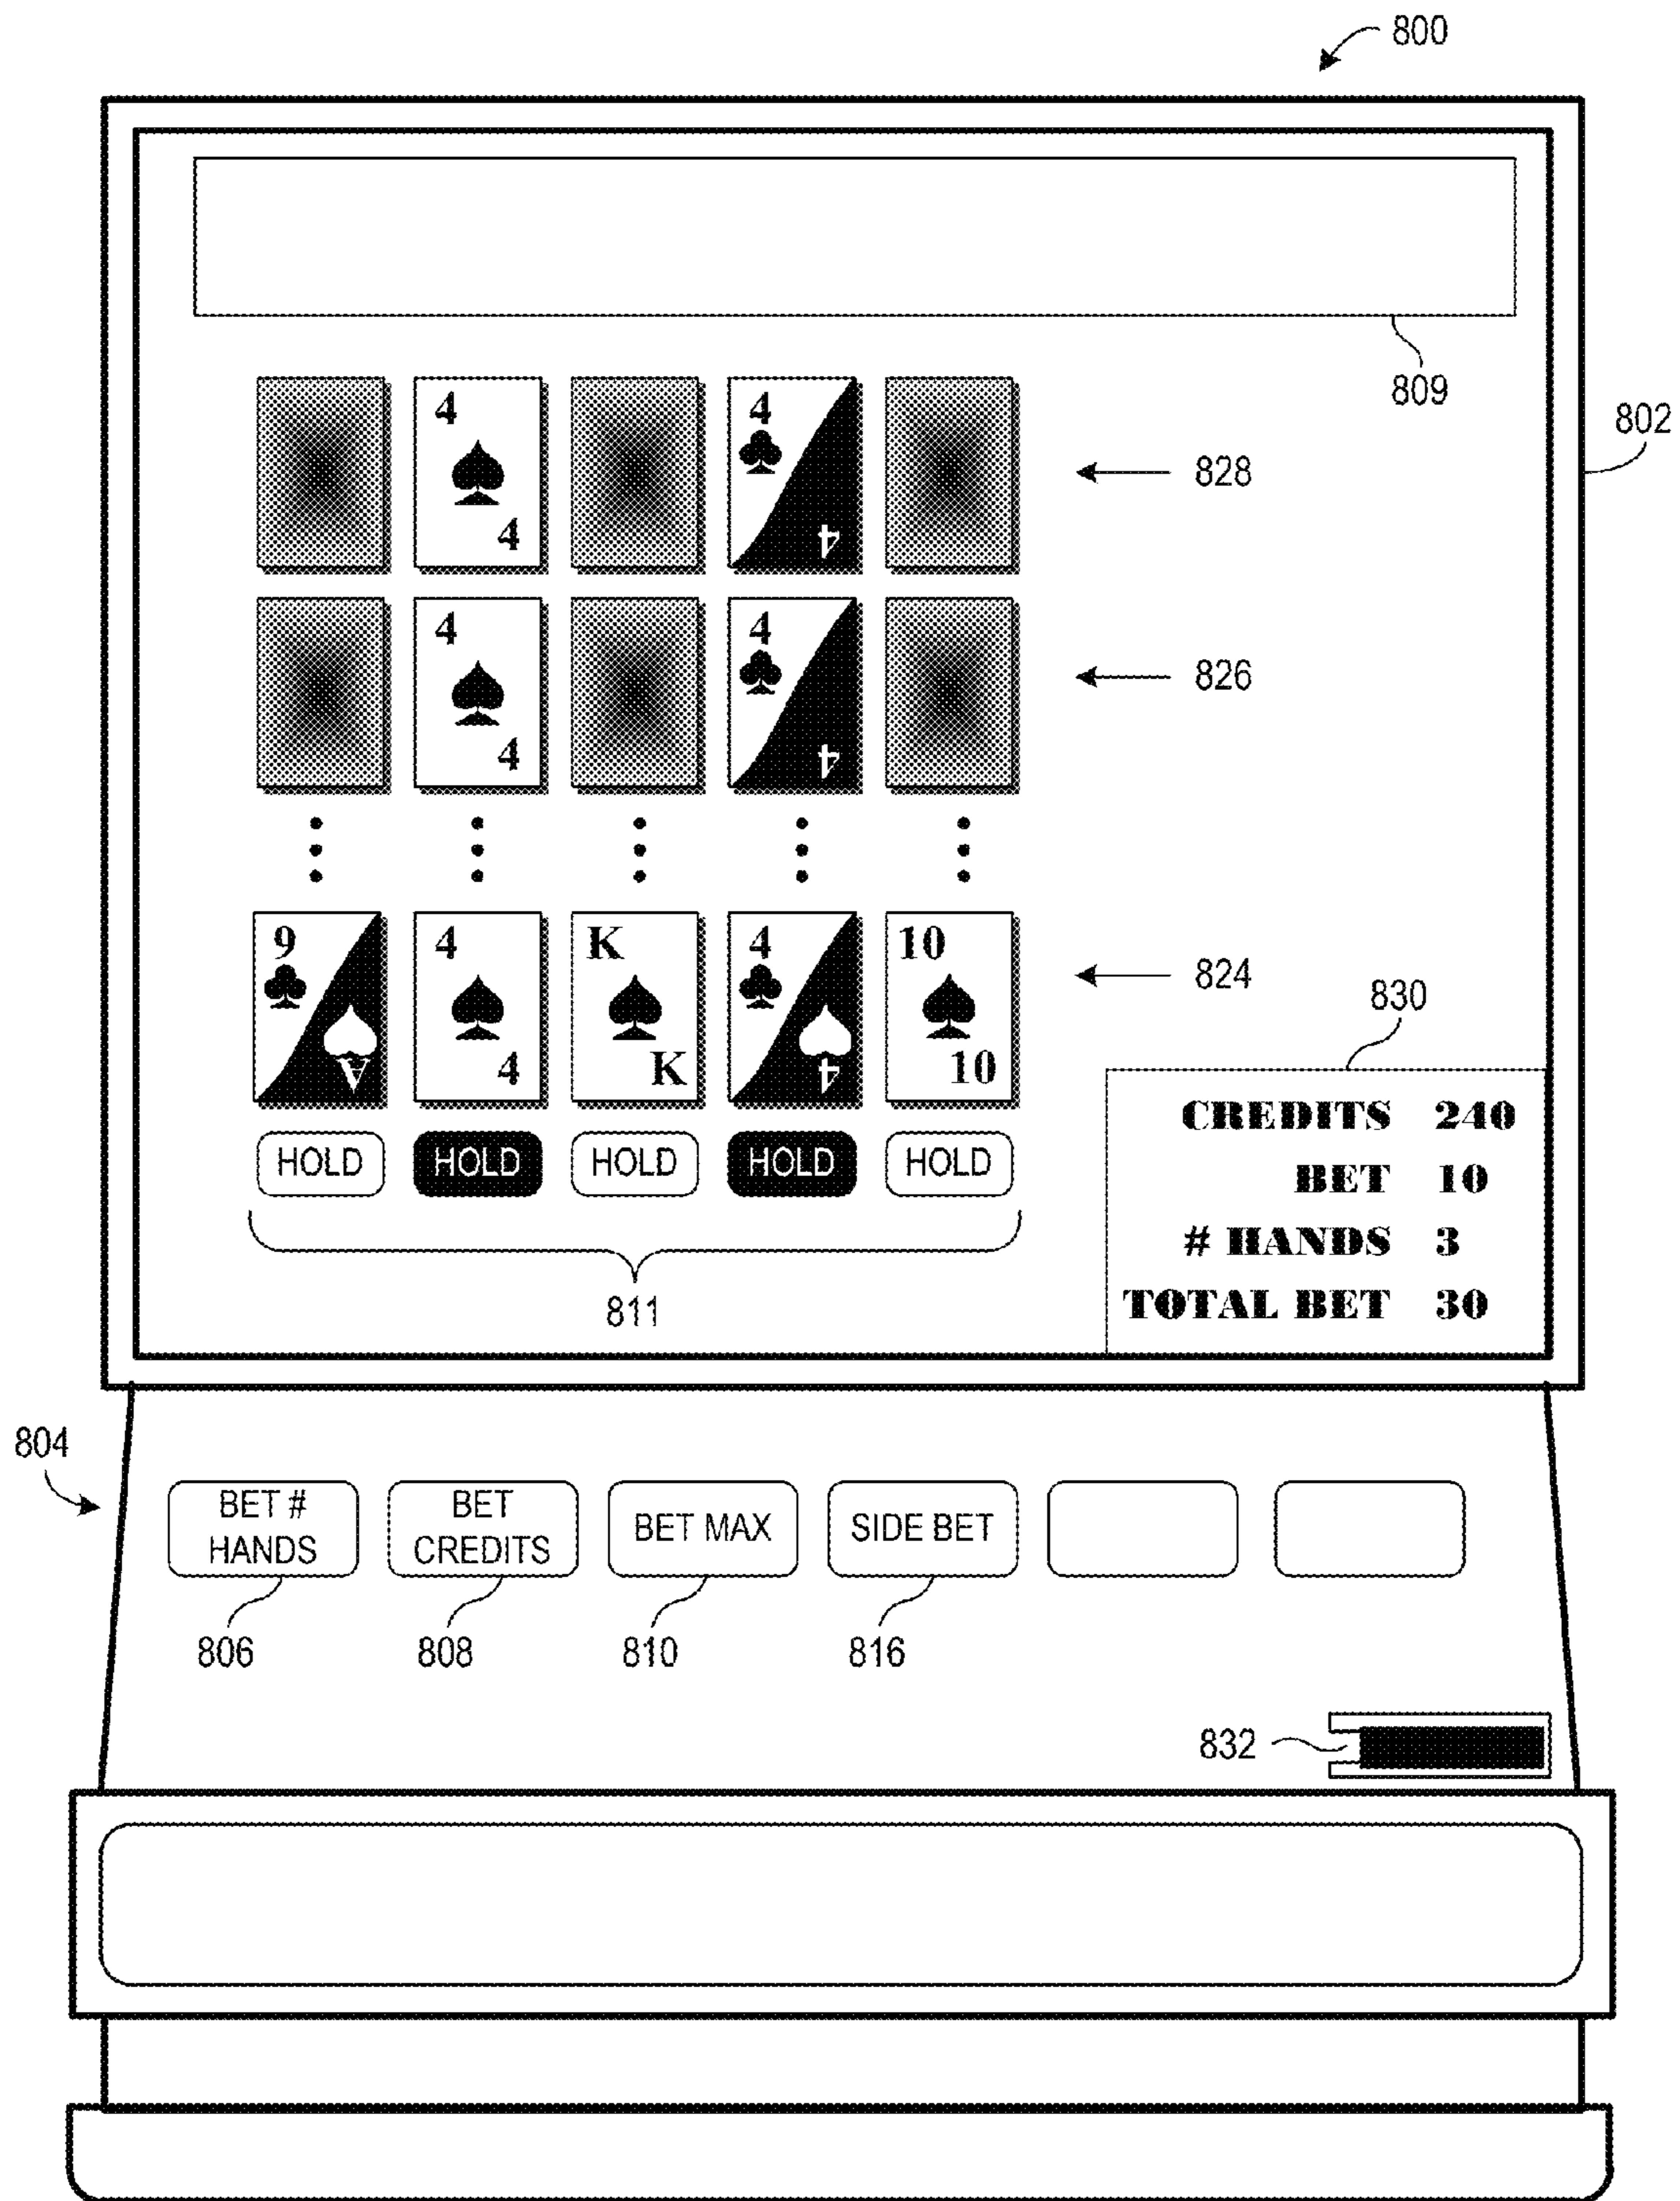 800
809
802
4 4 4 4
828
4 4 4 4
826
9 A 4 4 K K 4 4 10 10
824
830
HOLD HOLD HOLD HOLD HOLD
811
CREDITS 240
BET 10
# HANDS 3
TOTAL BET 30
804
BET #
HANDS
BET
CREDITS
BET MAX
SIDE BET
806
808
810
816
832